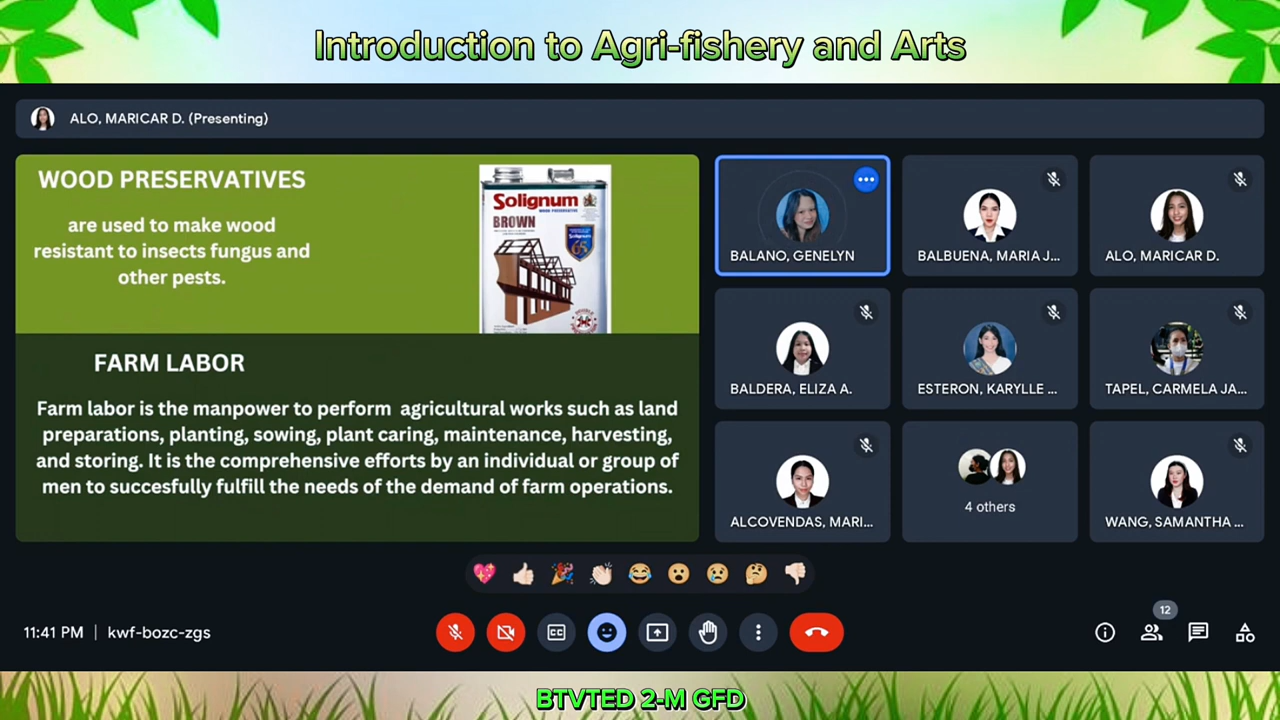 Introduction to Agri-fishery and Arts
ALO, MARICAR D. (Presenting)
WOOD PRESERVATIVES
are used to make wood
resistant to insects fungus and
other pests.
Solignum
WOOD PRESERVATIVE
BROWN
Solignum
65
FARM LABOR
Farm labor is the manpower to perform agricultural works such as land
preparations, planting, sowing, plant caring, maintenance, harvesting,
and storing. It is the comprehensive efforts by an individual or group of
men to succesfully fulfill the needs of the demand of farm operations.
BALANO, GENELYN
BALBUENA, MARIA J...
ALO, MARICAR D.
BALDERA, ELIZA A.
ESTERON, KARYLLE ...
TAPEL, CARMELA JA...
ALCOVENDAS, MARI...
4 others
WANG, SAMANTHA ...
11:41 PM | kwf-bozc-zgs
CC
12
BTVTED 2-M GFD